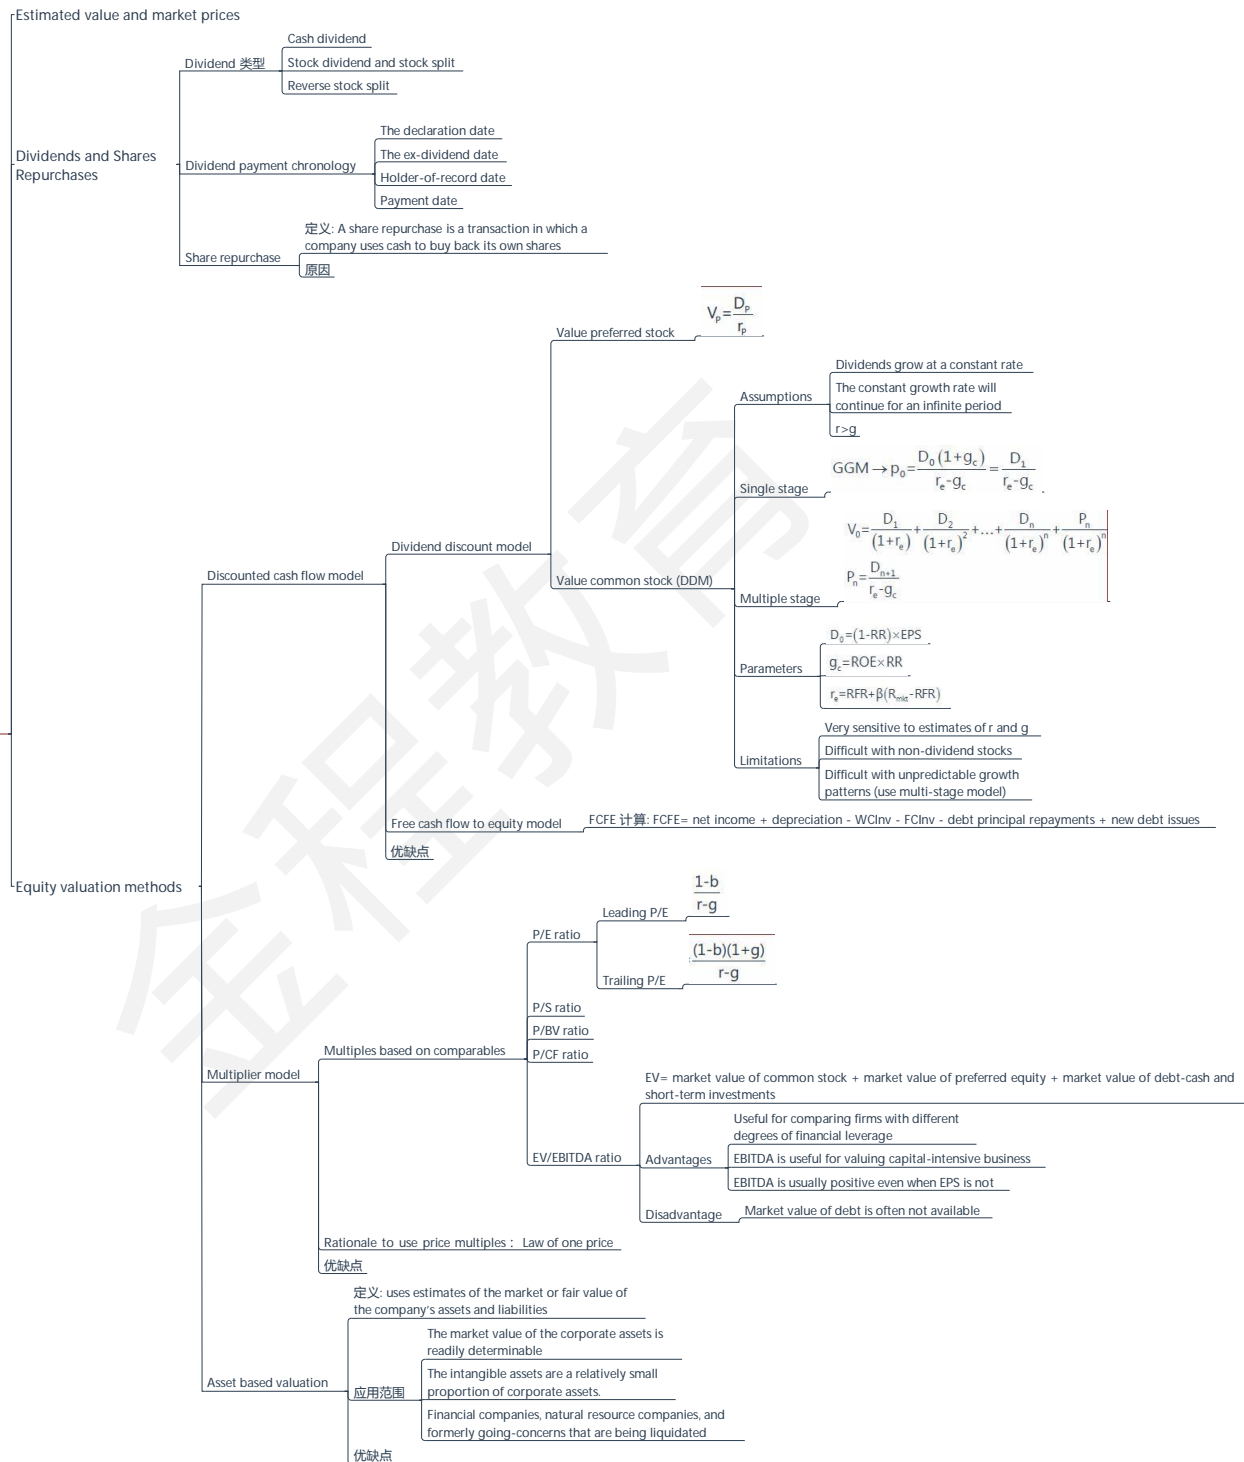 Estimated value and market prices
Dividends and Shares
Repurchases
Dividend 类型
Cash dividend
Stock dividend and stock split
Reverse stock split
Dividend payment chronology
The declaration date
The ex-dividend date
Holder-of-record date
Payment date
Share repurchase
定义: A share repurchase is a transaction in which a
company uses cash to buy back its own shares
原因
Equity valuation methods
Discounted cash flow model
Dividend discount model
Value preferred stock
V_p=D_p/r_p
Value common stock (DDM)
Assumptions
Dividends grow at a constant rate
The constant growth rate will
continue for an infinite period
r>g
Single stage
GGM→p_0=D_0(1+g_c)/(r_e-g_c)=D_1/(r_e-g_c)
Multiple stage
V_0=D_1/(1+r_e)+D_2/(1+r_e)^2+...+D_n/(1+r_e)^n+P_n/(1+r_e)^n
P_n=D_{n+1}/(r_e-g_c)
Parameters
D_0=(1-RR)×EPS
g_c=ROE×RR
r_e=RFR+β(R_mkt-RFR)
Limitations
Very sensitive to estimates of r and g
Difficult with non-dividend stocks
Difficult with unpredictable growth
patterns (use multi-stage model)
Free cash flow to equity model
FCFE 计算: FCFE= net income + depreciation - WCInv - FCInv - debt principal repayments + new debt issues
优缺点
Multiplier model
Multiples based on comparables
P/E ratio
Leading P/E
(1-b)/(r-g)
Trailing P/E
(1-b)(1+g)/(r-g)
P/S ratio
P/BV ratio
P/CF ratio
EV/EBITDA ratio
EV= market value of common stock + market value of preferred equity + market value of debt-cash and
short-term investments
Advantages
Useful for comparing firms with different
degrees of financial leverage
EBITDA is useful for valuing capital-intensive business
EBITDA is usually positive even when EPS is not
Disadvantage
Market value of debt is often not available
Rationale to use price multiples： Law of one price
优缺点
Asset based valuation
定义: uses estimates of the market or fair value of
the company's assets and liabilities
应用范围
The market value of the corporate assets is
readily determinable
The intangible assets are a relatively small
proportion of corporate assets.
Financial companies, natural resource companies, and
formerly going-concerns that are being liquidated
优缺点
金程教育